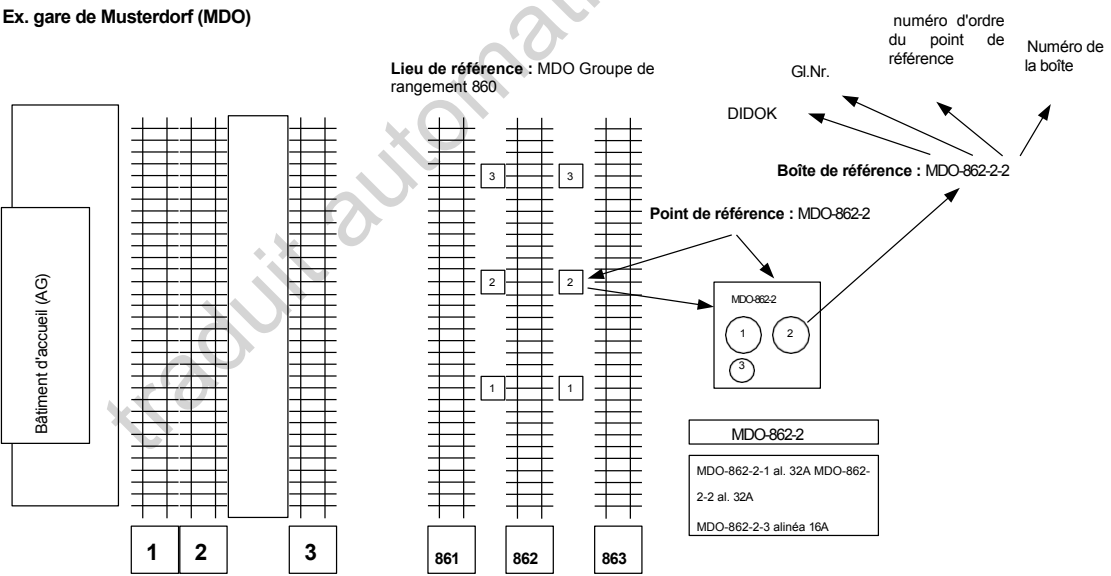 Ex. gare de Musterdorf (MDO)
numéro d'ordre
du point de
référence
Numéro de
la boîte
Lieu de référence : MDO Groupe de
rangement 860
Gl.Nr.
DIDOK
Boîte de référence : MDO-862-2-2
Point de référence : MDO-862-2
3
3
2
2
1
1
MDO-862-2
1
2
3
Bâtiment d'accueil (AG)
MDO-862-2
MDO-862-2-1 al. 32A MDO-862-
2-2 al. 32A
MDO-862-2-3 alinéa 16A
1
2
3
861
862
863
traduit automati